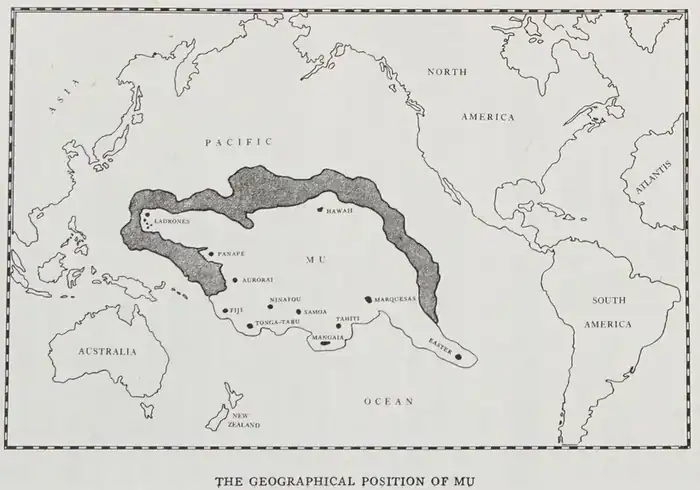 NORTH
AMERICA
ASIA
PACIFIC
ATLANTIS
HAWAII
LADRONES
PANAPE
MU
AURORAI
NINAFOU
MARQUESAS
FIJI
SAMOA
TONGA-TABU
TAHITI
SOUTH
AMERICA
MANGAIA
EASTER
AUSTRALIA
OCEAN
NEW
ZEALAND
THE GEOGRAPHICAL POSITION OF MU